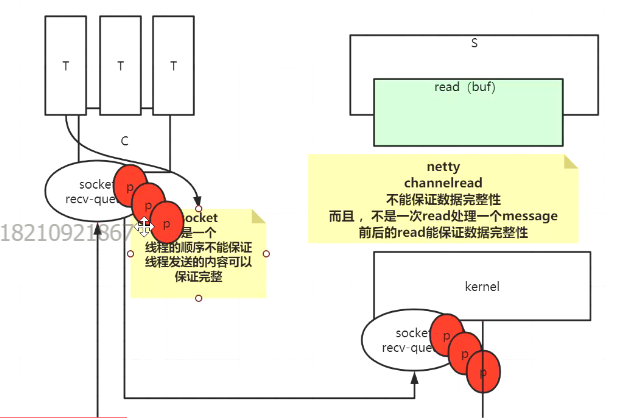 T
T
T
C
socket
recv-queu
p
p
p
socket
是一个
线程的顺序不能保证
线程发送的内容可以
保证完整
18210921867
S
read（buf）
netty
channelread
不能保证数据完整性
而且 ，不是一次read处理一个message
前后的read能保证数据完整性
kernel
socket
recv-queu
p
p
p